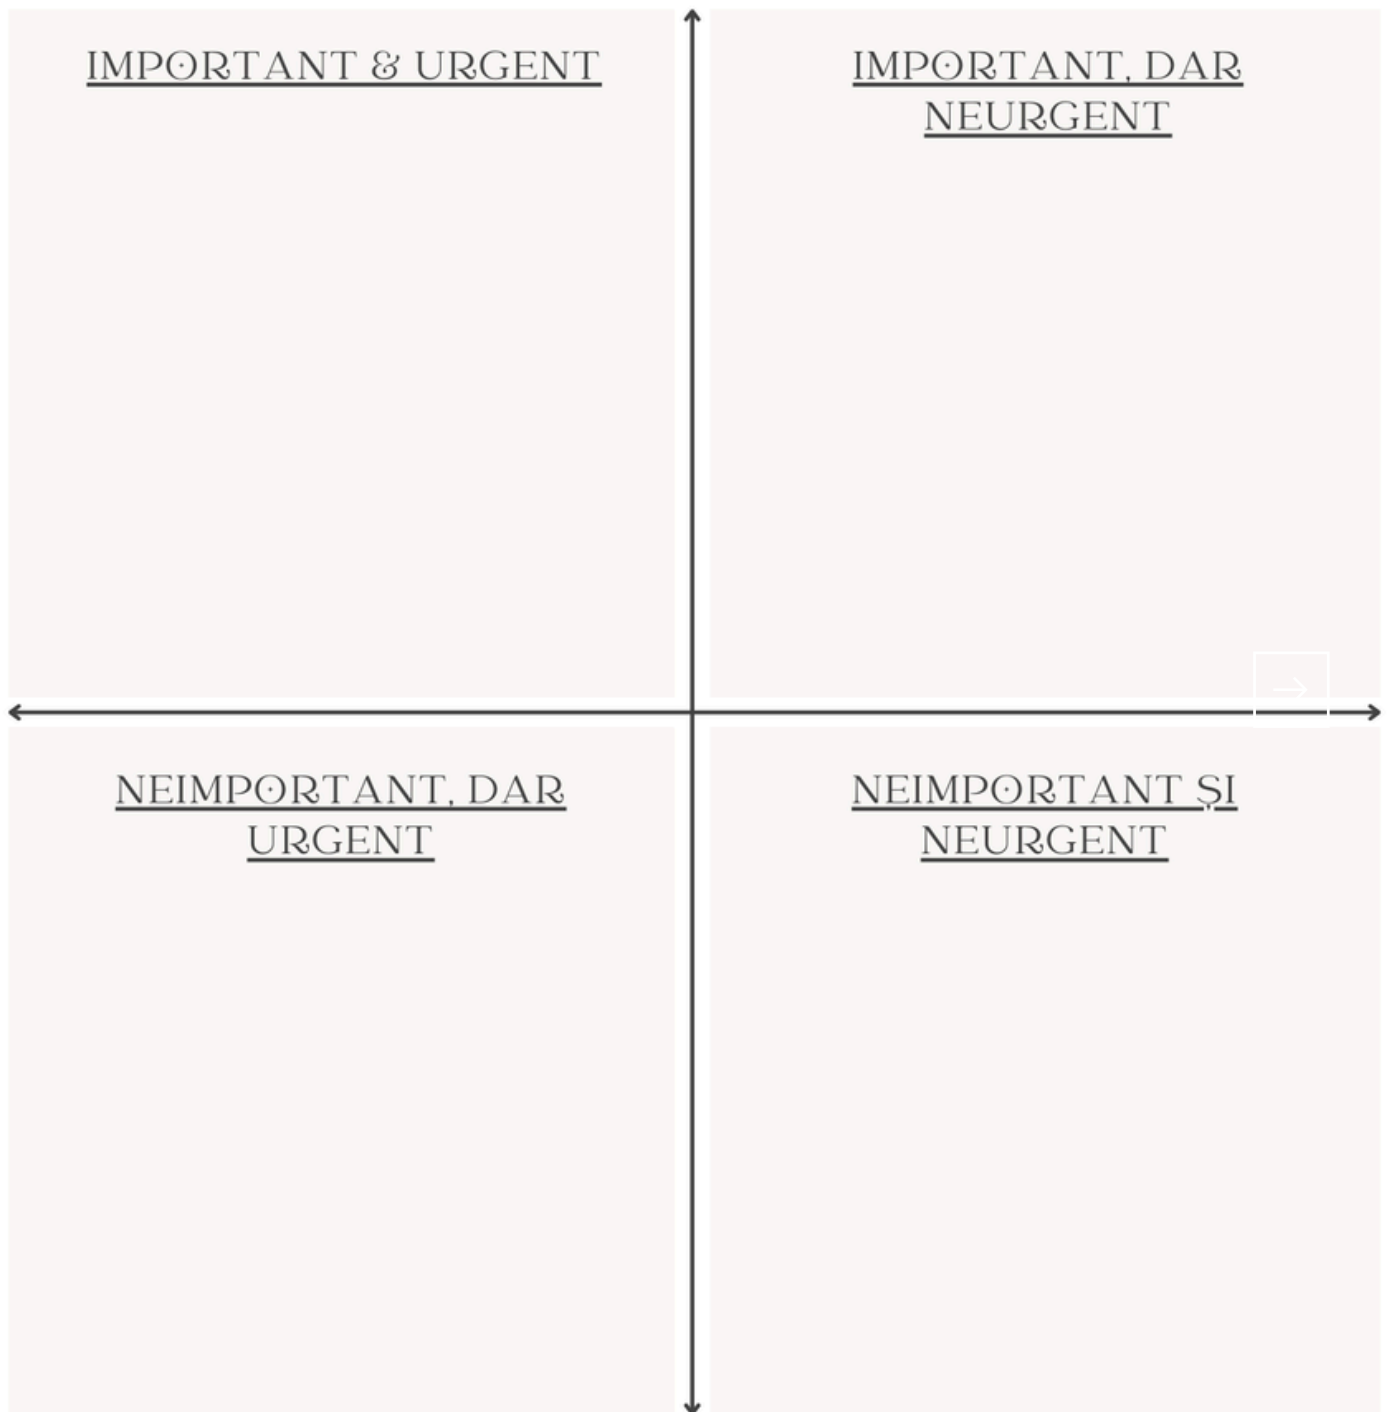 IMPORTANT & URGENT
IMPORTANT, DAR
NEURGENT
NEIMPORTANT, DAR
URGENT
NEIMPORTANT ȘI
NEURGENT